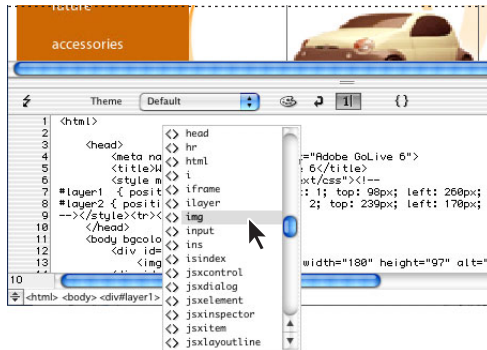 future
accessories
Theme Default 1 {}
1 <html>
2
3 <head>
4 <meta na
5 <title>W
6 <style m
7 #layer1 { posit
8 #layer2 { positi
9 --></style><tr><
10 </head>
11 <body bgcolo
12 <div id=
13 <img
="Adobe GoLive 6">
e 6</title>
xt/css"><!--
: 1; top: 98px; left: 260px;
2; top: 239px; left: 170px;
width="180" height="97" alt="
<> head
<> hr
<> html
<> i
<> iframe
<> ilayer
<> img
<> input
<> ins
<> isindex
<> jsxcontrol
<> jsxdialog
<> jsxelement
<> jsxinspector
<> jsxitem
<> jsxlayoutline
10
<html> <body> <div#layer1>